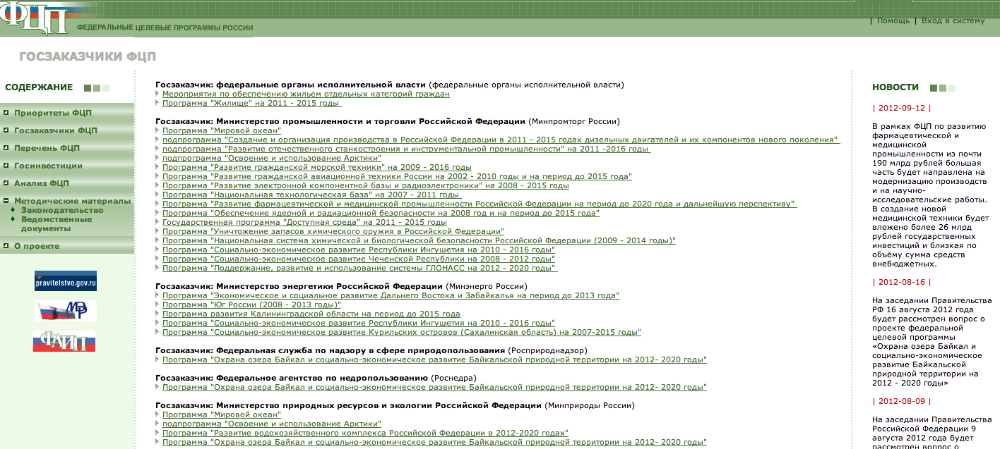 ФЦП
ФЕДЕРАЛЬНЫЕ ЦЕЛЕВЫЕ ПРОГРАММЫ РОССИИ
| Помощь | Вход в систему
ГОСЗАКАЗЧИКИ ФЦП
СОДЕРЖАНИЕ
Приоритеты ФЦП
Госзаказчики ФЦП
Перечень ФЦП
Госинвестиции
Анализ ФЦП
Методические материалы
Законодательство
Ведомственные
документы
О проекте
pravitelstvo.gov.ru
МЭР
ФАИП
Госзаказчик: федеральные органы исполнительной власти (федеральные органы исполнительной власти)
Мероприятия по обеспечению жильем отдельных категорий граждан
Программа "Жилище" на 2011 - 2015 годы
Госзаказчик: Министерство промышленности и торговли Российской Федерации (Минпромторг России)
Программа "Мировой океан"
подпрограмма "Создание и организация производства в Российской Федерации в 2011 - 2015 годах дизельных двигателей и их компонентов нового поколения"
подпрограмма "Развитие отечественного станкостроения и инструментальной промышленности" на 2011 -2016 годы
подпрограмма "Освоение и использование Арктики"
Программа "Развитие гражданской морской техники" на 2009 - 2016 годы
Программа "Развитие гражданской авиационной техники России на 2002 - 2010 годы и на период до 2015 года"
Программа "Развитие электронной компонентной базы и радиоэлектроники" на 2008 - 2015 годы
Программа "Национальная технологическая база" на 2007 - 2011 годы
Программа "Развитие фармацевтической и медицинской промышленности Российской Федерации на период до 2020 года и дальнейшую перспективу"
Программа "Обеспечение ядерной и радиационной безопасности на 2008 год и на период до 2015 года"
Государственная программа "Доступная среда" на 2011 - 2015 годы
Программа "Уничтожение запасов химического оружия в Российской Федерации"
Программа "Национальная система химической и биологической безопасности Российской Федерации (2009 - 2014 годы)"
Программа "Социально-экономическое развитие Республики Ингушетия на 2010 - 2016 годы"
Программа "Социально-экономическое развитие Чеченской Республики на 2008 - 2012 годы"
Программа "Поддержание, развитие и использование системы ГЛОНАСС на 2012 - 2020 годы"
Госзаказчик: Министерство энергетики Российской Федерации (Минэнерго России)
Программа "Экономическое и социальное развитие Дальнего Востока и Забайкалья на период до 2013 года"
Программа "Юг России (2008 - 2013 годы)"
Программа развития Калининградской области на период до 2015 года
Программа "Социально-экономическое развитие Республики Ингушетия на 2010 - 2016 годы"
Программа "Социально-экономическое развитие Курильских островов (Сахалинская область) на 2007-2015 годы"
Госзаказчик: Федеральная служба по надзору в сфере природопользования (Росприроднадзор)
Программа "Охрана озера Байкал и социально-экономическое развитие Байкальской природной территории на 2012- 2020 годы"
Госзаказчик: Федеральное агентство по недропользованию (Роснедра)
Программа "Охрана озера Байкал и социально-экономическое развитие Байкальской природной территории на 2012- 2020 годы"
Госзаказчик: Министерство природных ресурсов и экологии Российской Федерации (Минприроды России)
Программа "Мировой океан"
подпрограмма "Освоение и использование Арктики"
Программа "Развитие водохозяйственного комплекса Российской Федерации в 2012-2020 годах"
Программа "Охрана озера Байкал и социально-экономическое развитие Байкальской природной территории на 2012- 2020 годы"
НОВОСТИ
| 2012-09-12 |
В рамках ФЦП по развитию
фармацевтической и
медицинской
промышленности из почти
190 млрд рублей большая
часть будет направлена на
модернизацию производств
и на научно-
исследовательские работы.
В создание новой
медицинской техники будет
вложено более 26 млрд
рублей государственных
инвестиций и близкая по
объёму сумма средств
внебюджетных.
| 2012-08-16 |
На заседании Правительства
РФ 16 августа 2012 года
будет рассмотрен вопрос о
проекте федеральной
целевой программы
«Охрана озера Байкал и
социально-экономическое
развитие Байкальской
природной территории на
2012 - 2020 годы»
| 2012-08-09 |
На заседании Правительства
Российской Федерации 9
августа 2012 года будет
рассмотрен вопрос о